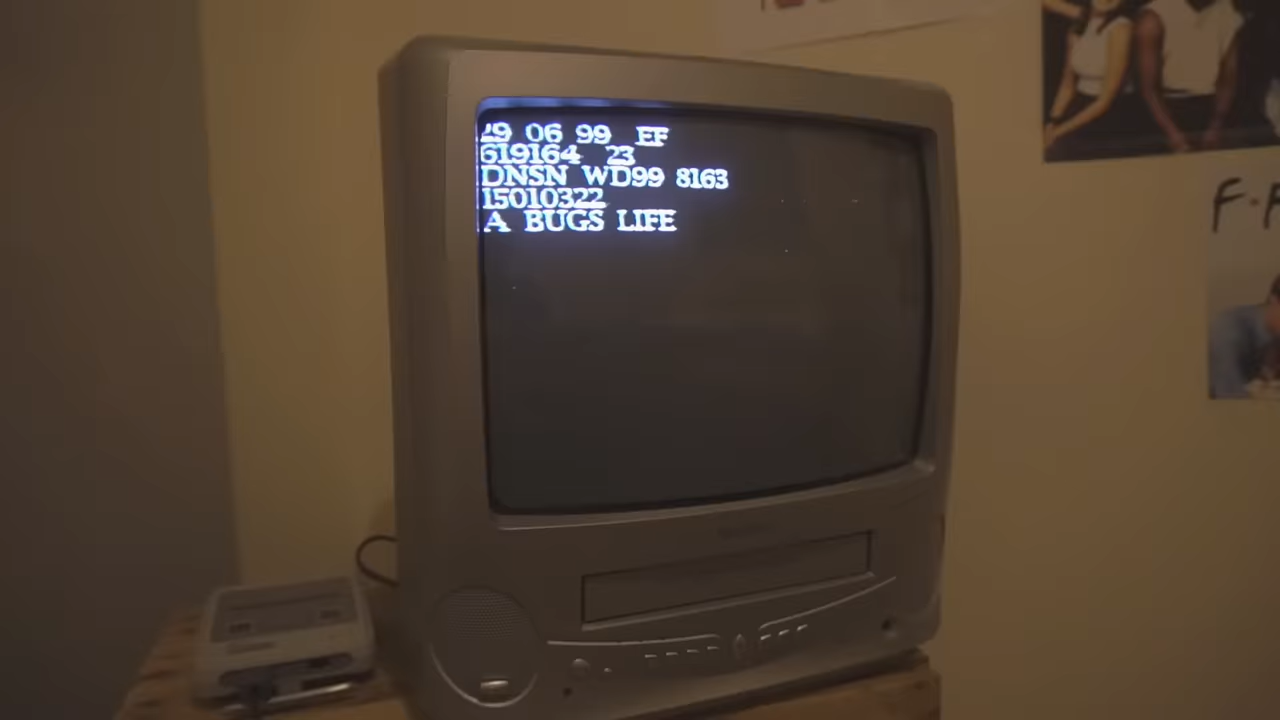 29 06 99 EF
619164 23
DNSN WD99 8163
15010322
A BUGS LIFE
F·R